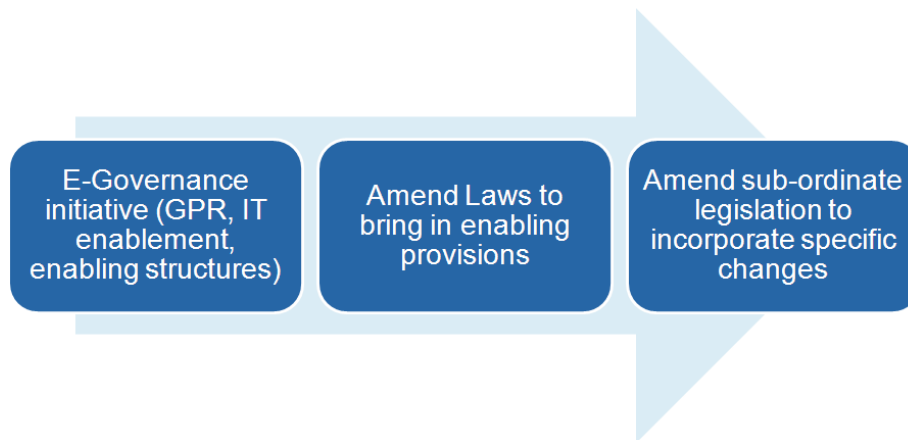 E-Governance
initiative (GPR, IT
enablement,
enabling structures)
Amend Laws to
bring in enabling
provisions
Amend sub-ordinate
legislation to
incorporate specific
changes